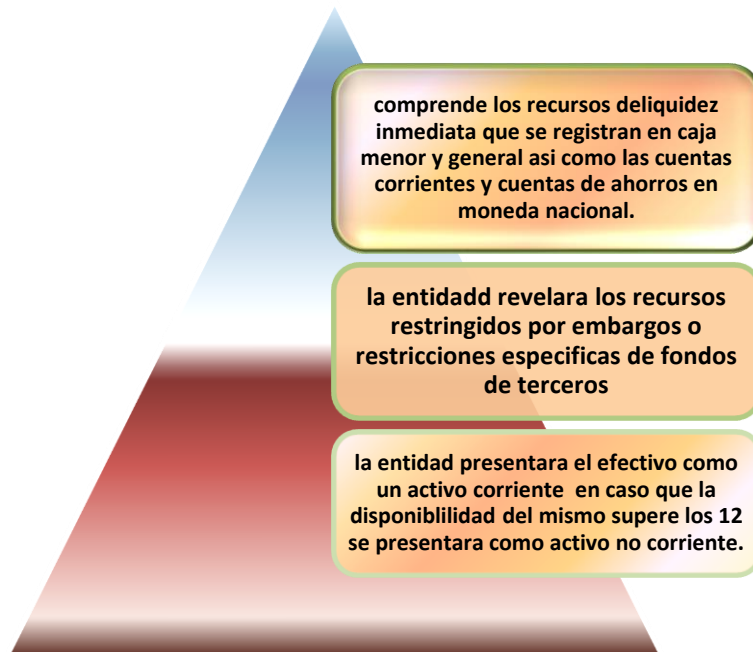 comprende los recursos deliquidez
inmediata que se registran en caja
menor y general asi como las cuentas
corrientes y cuentas de ahorros en
moneda nacional.
la entidadd revelara los recursos
restringidos por embargos o
restricciones especificas de fondos
de terceros
la entidad presentara el efectivo como
un activo corriente en caso que la
disponiblilidad del mismo supere los 12
se presentara como activo no corriente.